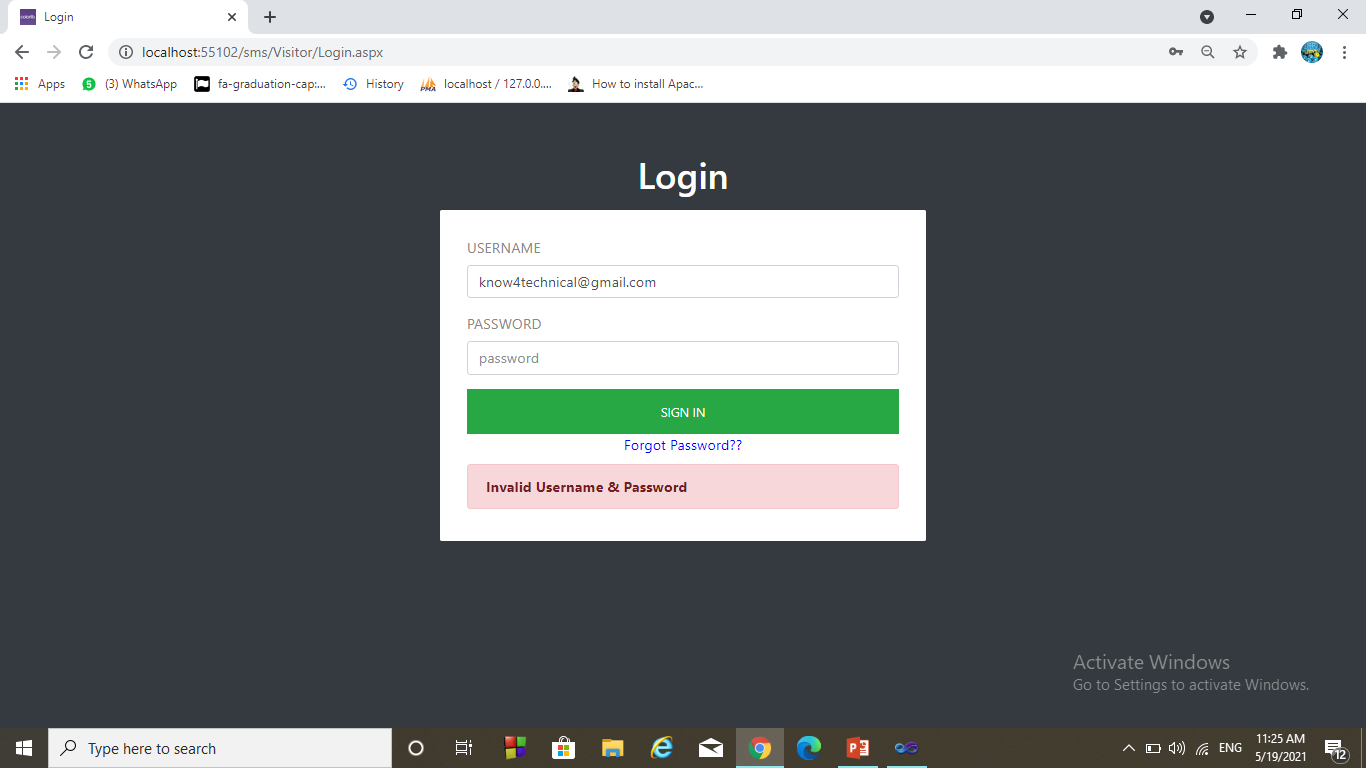 Login
localhost:55102/sms/Visitor/Login.aspx
Apps
5
(3) WhatsApp
fa-graduation-cap:...
History
PMA
localhost / 127.0.0....
How to install Apac...
Login
USERNAME
know4technical@gmail.com
PASSWORD
password
SIGN IN
Forgot Password??
Invalid Username & Password
Activate Windows
Go to Settings to activate Windows.
Type here to search
ENG
11:25 AM
5/19/2021
12